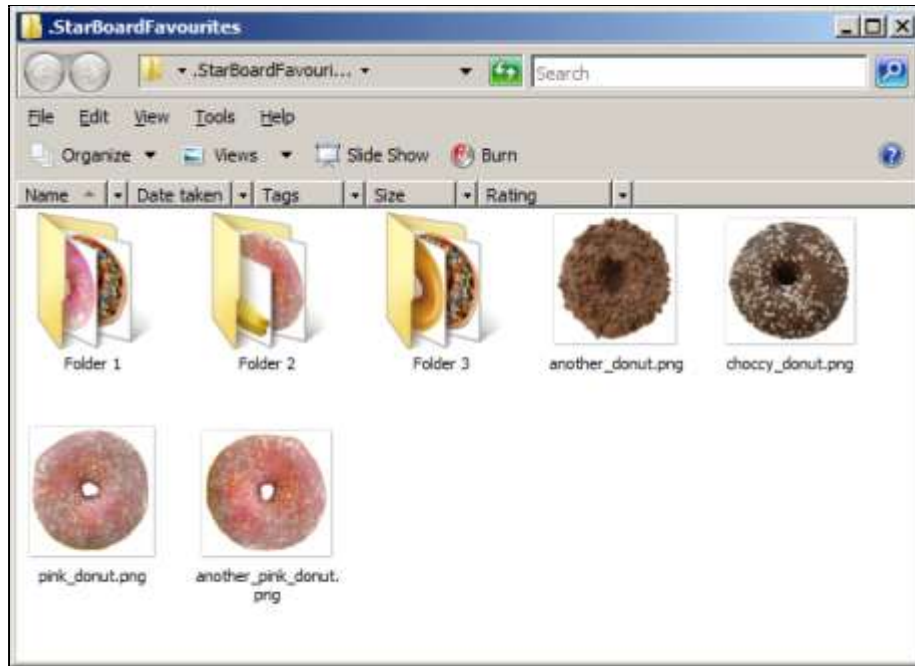 .StarBoardFavourites
.StarBoardFavouri...
Search
File Edit View Tools Help
Organize Views Slide Show Burn
Name Date taken Tags Size Rating
Folder 1 Folder 2 Folder 3 another_donut.png choccy_donut.png
pink_donut.png another_pink_donut.
png